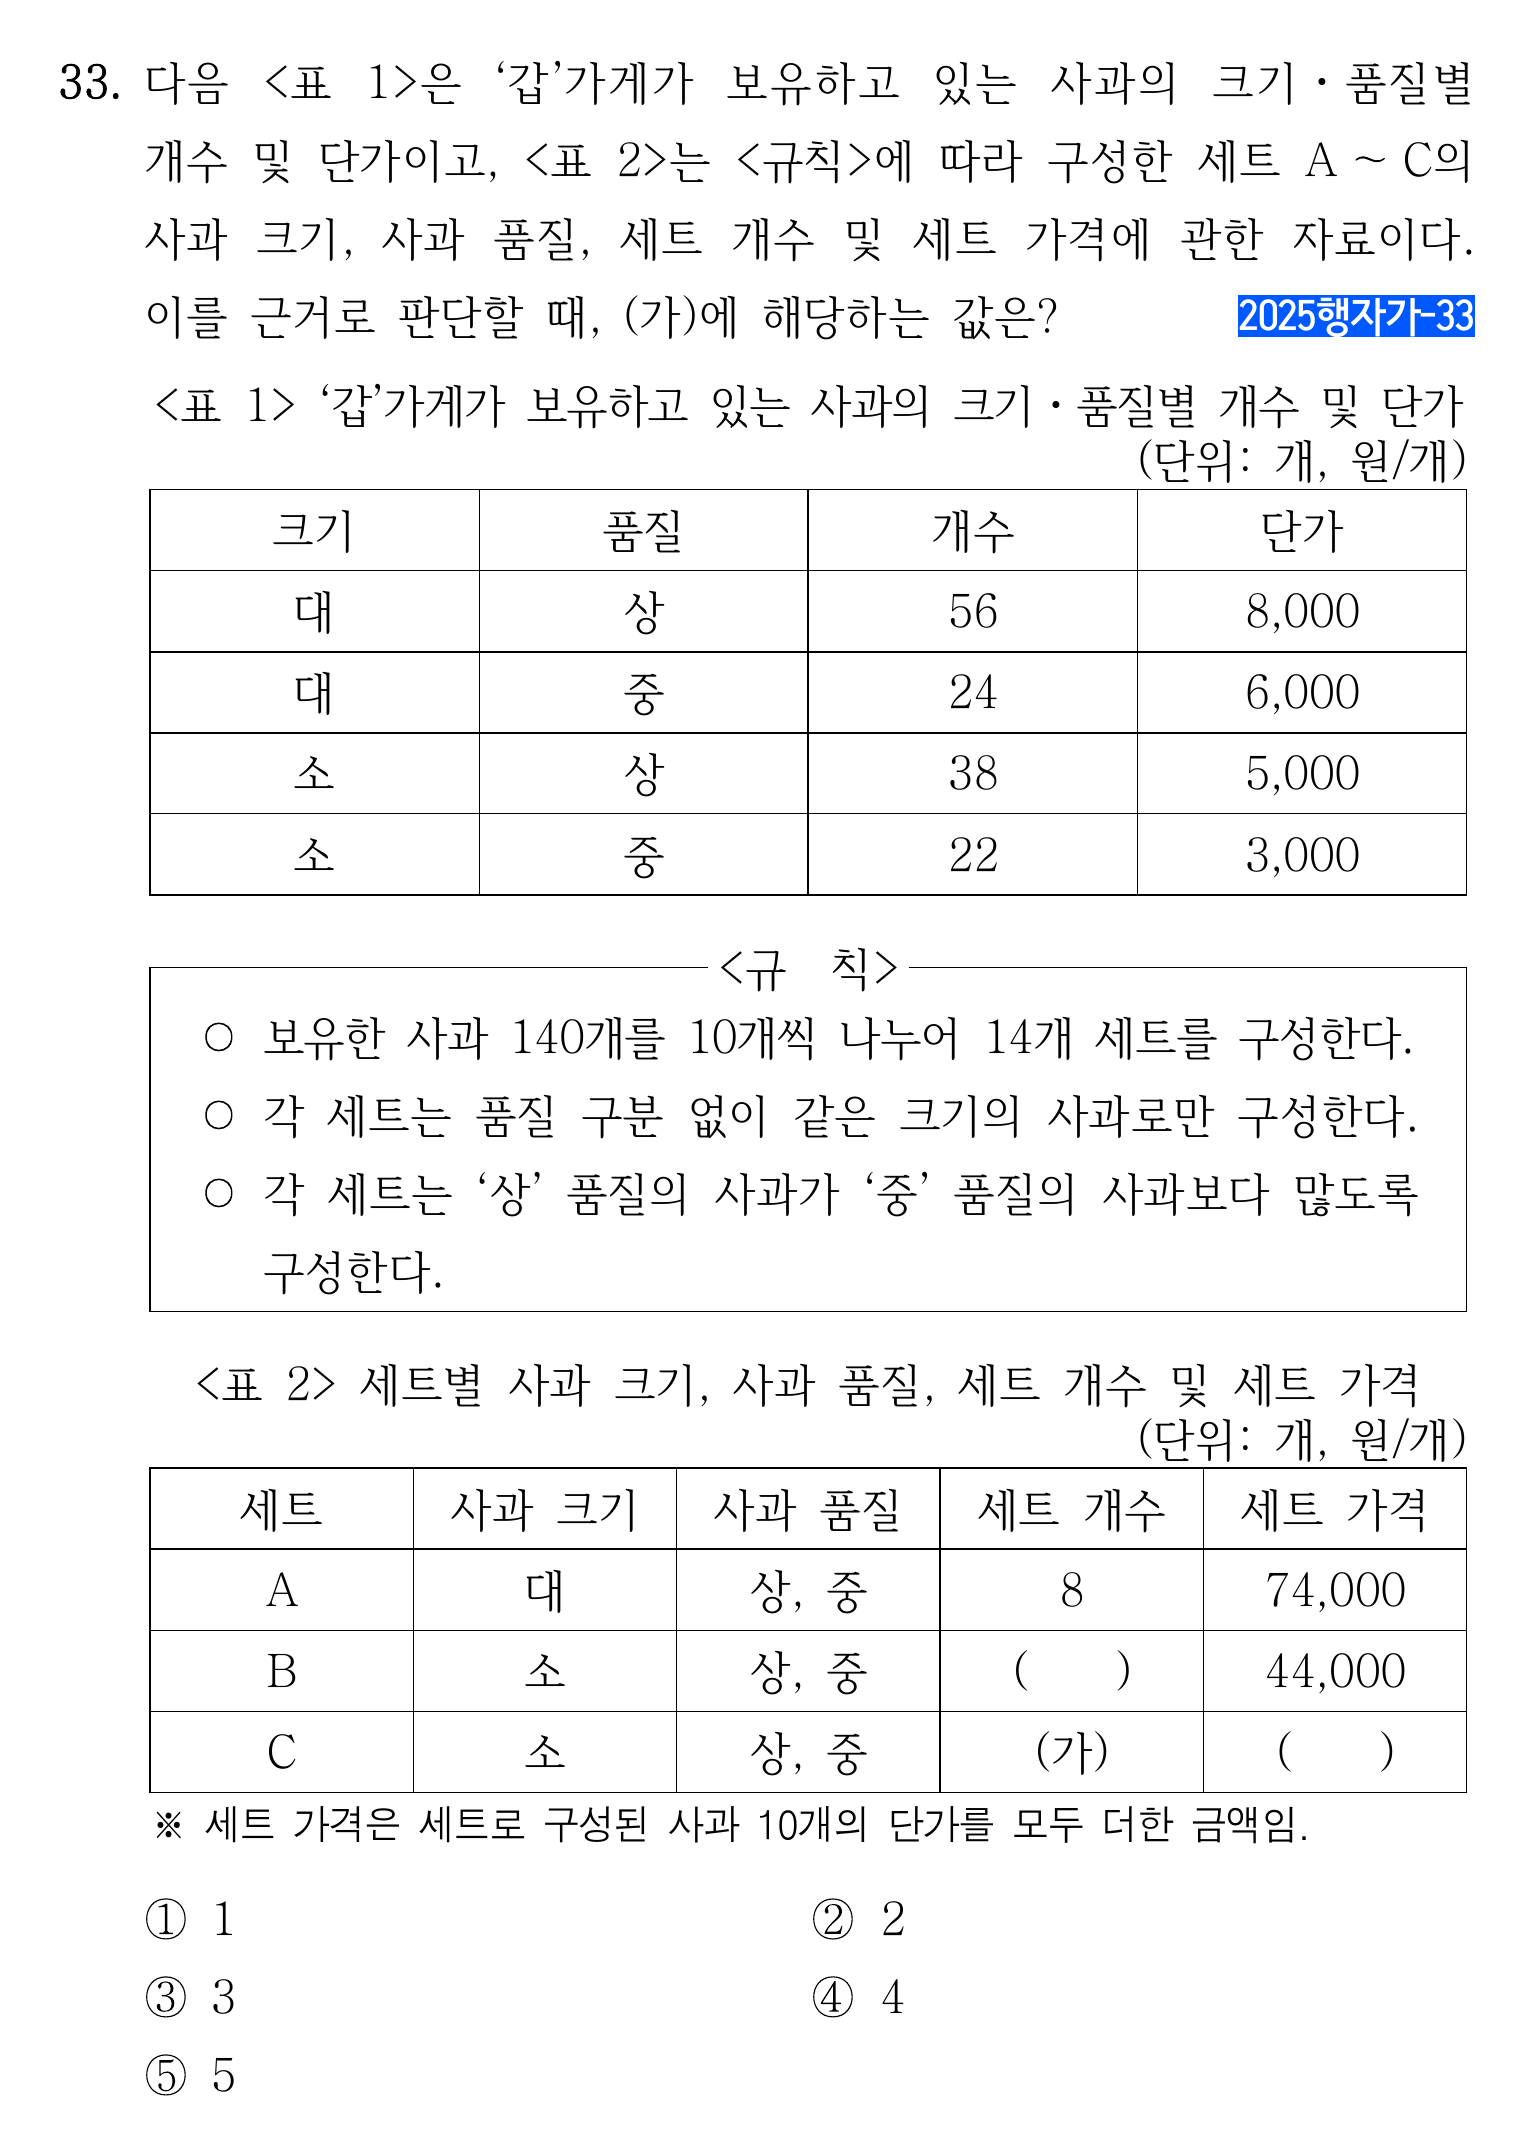 33. 다음 <표 1>은 ‘갑’가게가 보유하고 있는 사과의 크기·품질별
개수 및 단가이고, <표 2>는 <규칙>에 따라 구성한 세트 A ~ C의
사과 크기, 사과 품질, 세트 개수 및 세트 가격에 관한 자료이다.
이를 근거로 판단할 때, (가)에 해당하는 값은? 2025행자가-33
<표 1> ‘갑’가게가 보유하고 있는 사과의 크기·품질별 개수 및 단가
(단위: 개, 원/개)
크기 품질 개수 단가
대 상 56 8,000
대 중 24 6,000
소 상 38 5,000
소 중 22 3,000
<규 칙>
○ 보유한 사과 140개를 10개씩 나누어 14개 세트를 구성한다.
○ 각 세트는 품질 구분 없이 같은 크기의 사과로만 구성한다.
○ 각 세트는 ‘상’ 품질의 사과가 ‘중’ 품질의 사과보다 많도록
구성한다.
<표 2> 세트별 사과 크기, 사과 품질, 세트 개수 및 세트 가격
(단위: 개, 원/개)
세트 사과 크기 사과 품질 세트 개수 세트 가격
A 대 상, 중 8 74,000
B 소 상, 중 ( ) 44,000
C 소 상, 중 (가) ( )
※ 세트 가격은 세트로 구성된 사과 10개의 단가를 모두 더한 금액임.
① 1 ② 2
③ 3 ④ 4
⑤ 5